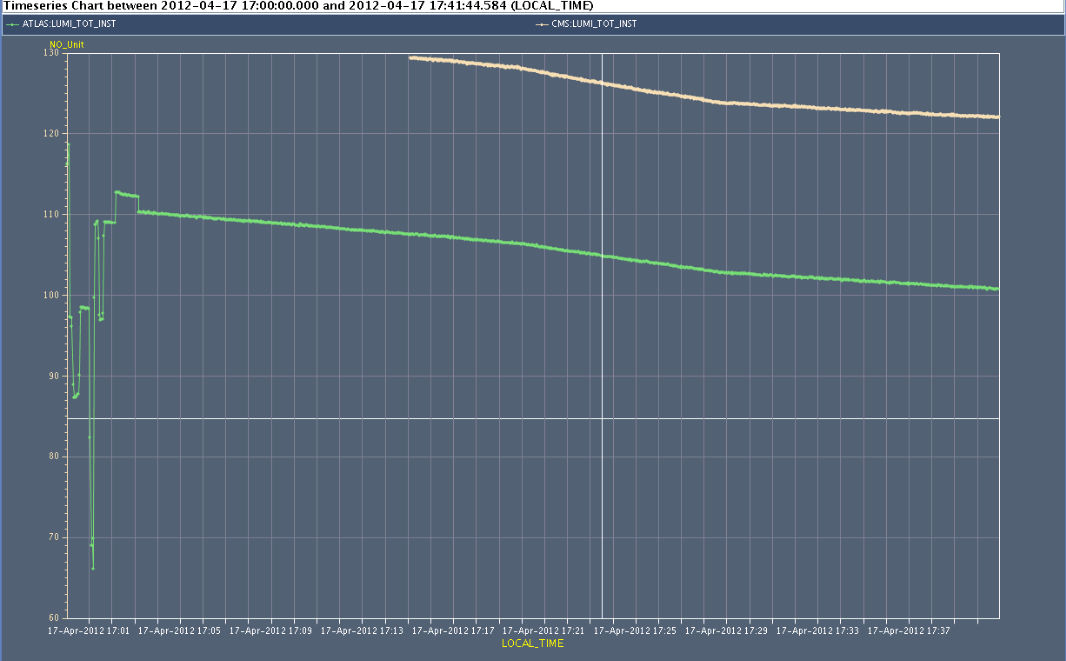 Timeseries Chart between 2012-04-17 17:00:00.000 and 2012-04-17 17:41:44.584 (LOCAL_TIME)
ATLAS:LUMI_TOT_INST CMS:LUMI_TOT_INST
NO_Unit
130
120
110
100
90
80
70
60
17-Apr-2012 17:01 17-Apr-2012 17:05 17-Apr-2012 17:09 17-Apr-2012 17:13 17-Apr-2012 17:17 17-Apr-2012 17:21 17-Apr-2012 17:25 17-Apr-2012 17:29 17-Apr-2012 17:33 17-Apr-2012 17:37
LOCAL_TIME